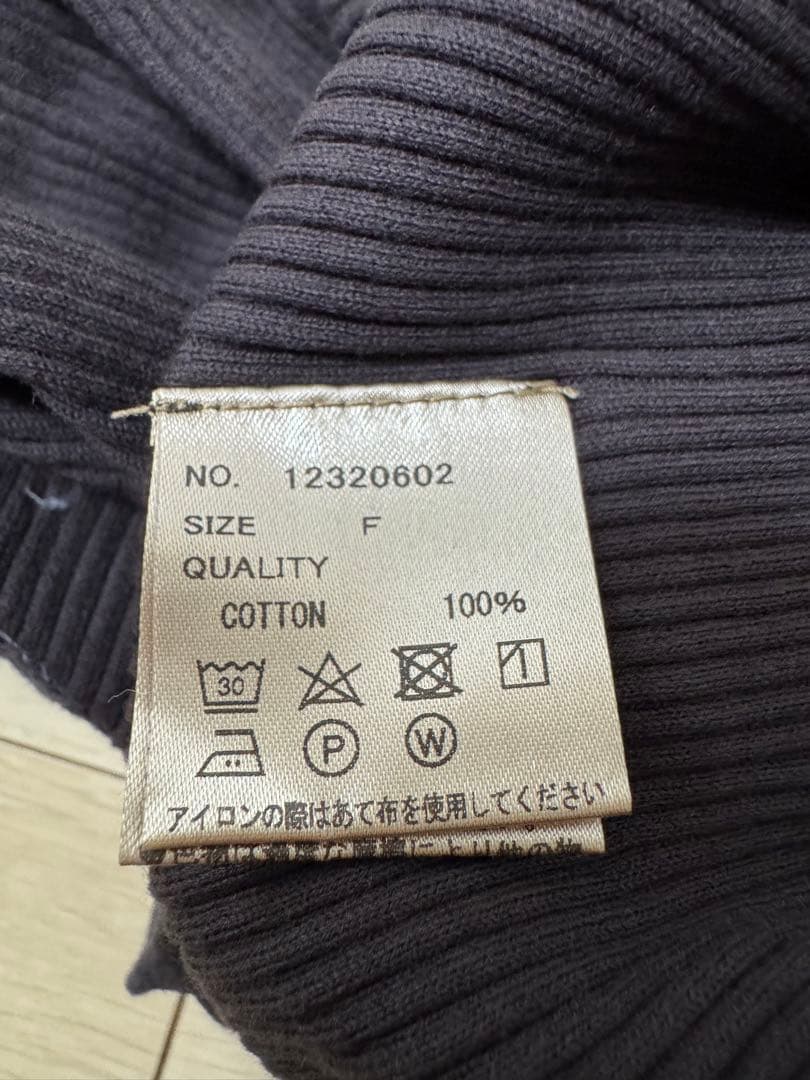 NO. 12320602
SIZE F
QUALITY
COTTON 100%
30
P W
アイロンの際はあて布を使用してください